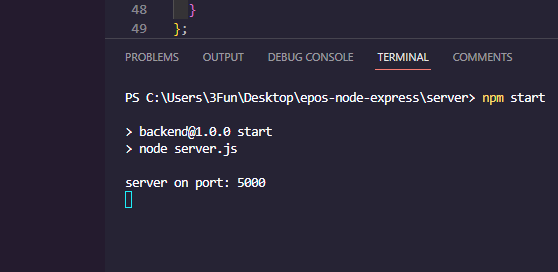 48 }
49 };
PROBLEMS OUTPUT DEBUG CONSOLE TERMINAL COMMENTS
PS C:\Users\3Fun\Desktop\epos-node-express\server> npm start
> backend@1.0.0 start
> node server.js
server on port: 5000